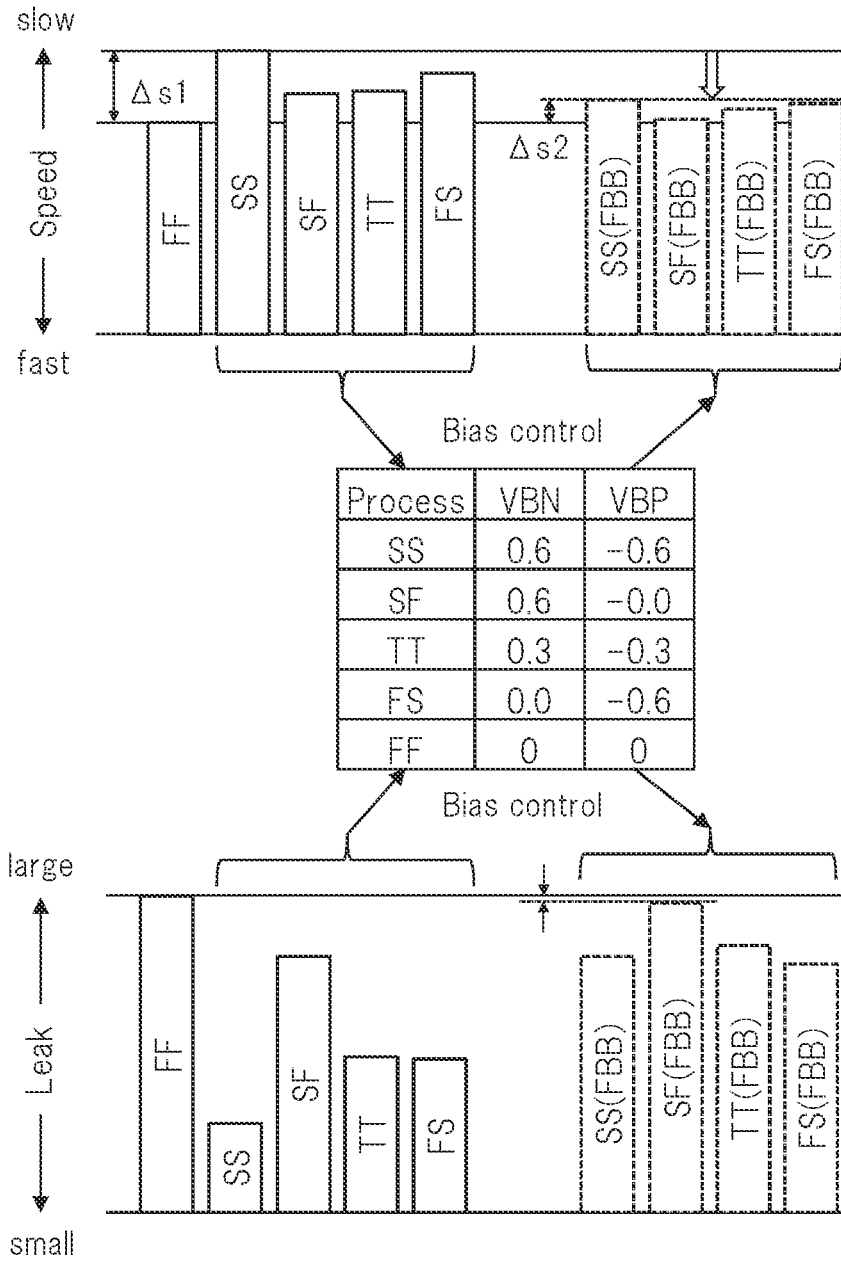 slow
Δs1
Δs2
Speed
FF
SS
SF
TT
FS
SS(FBB)
SF(FBB)
TT(FBB)
FS(FBB)
fast
Bias control
Process VBN VBP
SS 0.6 -0.6
SF 0.6 -0.0
TT 0.3 -0.3
FS 0.0 -0.6
FF 0 0
Bias control
large
Leak
FF
SS
SF
TT
FS
SS(FBB)
SF(FBB)
TT(FBB)
FS(FBB)
small